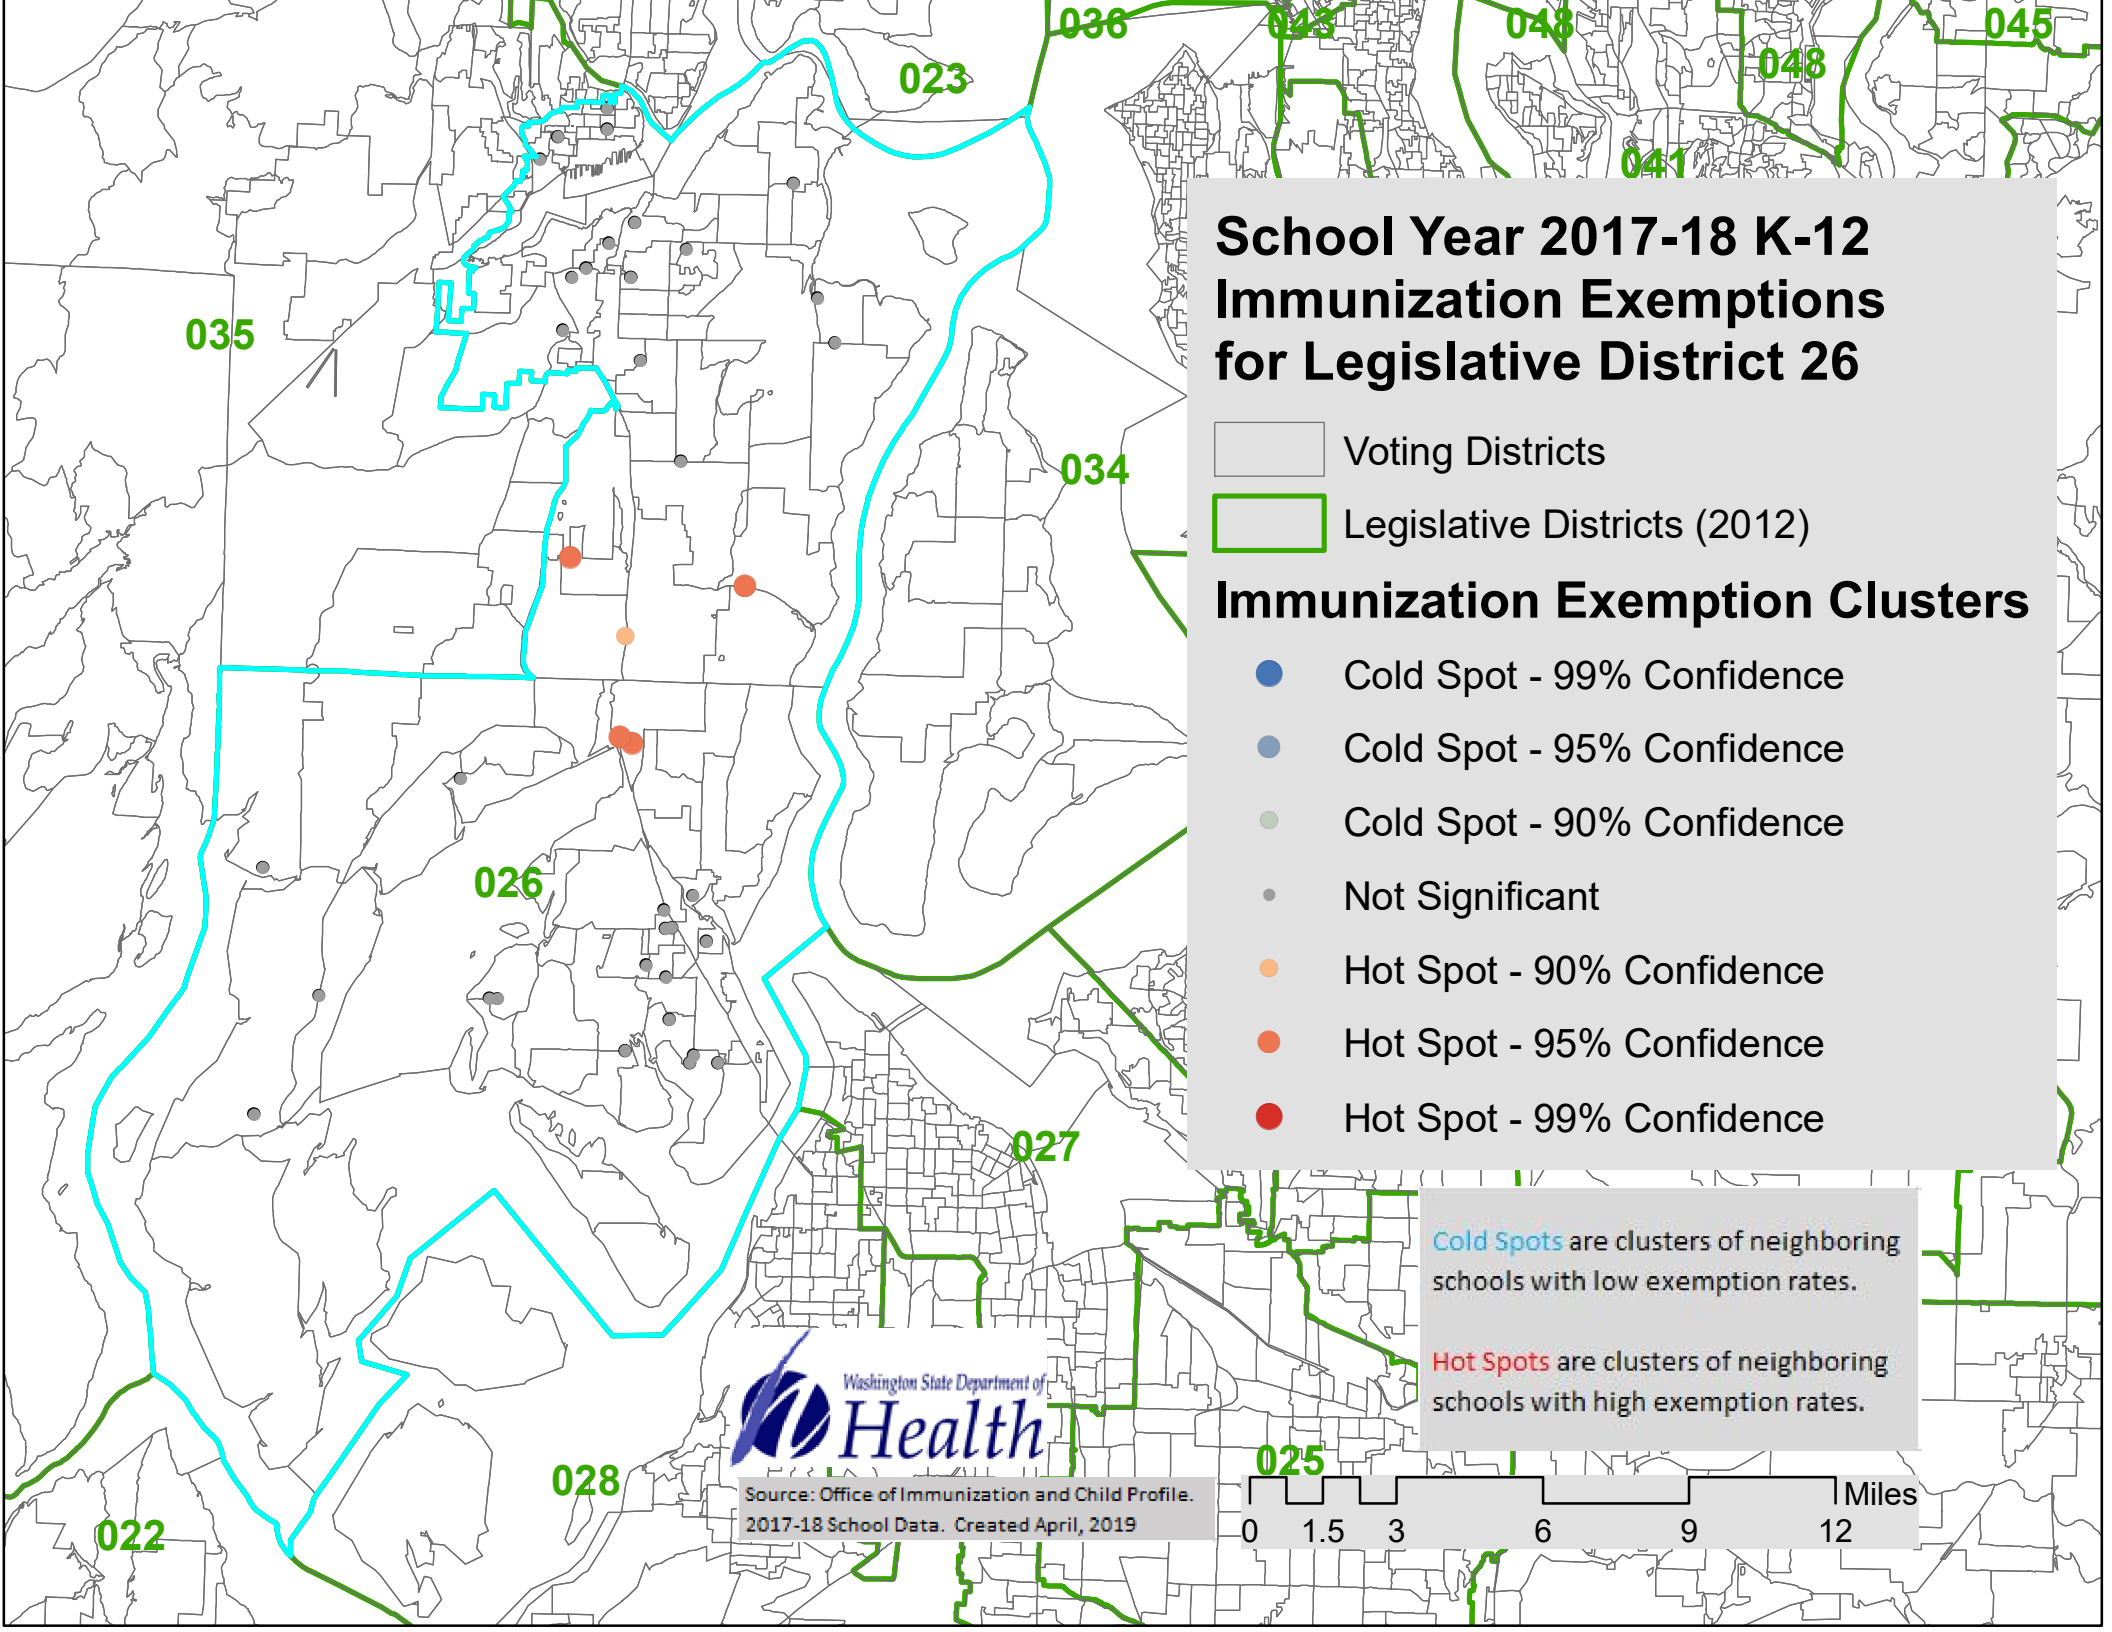 036
043
048
045
023
048
041
School Year 2017-18 K-12
Immunization Exemptions
for Legislative District 26
035
Voting Districts
034
Legislative Districts (2012)
Immunization Exemption Clusters
Cold Spot - 99% Confidence
Cold Spot - 95% Confidence
Cold Spot - 90% Confidence
026
Not Significant
Hot Spot - 90% Confidence
Hot Spot - 95% Confidence
Hot Spot - 99% Confidence
027
Cold Spots are clusters of neighboring
schools with low exemption rates.
Hot Spots are clusters of neighboring
schools with high exemption rates.
Washington State Department of
Health
025
028
Source: Office of Immunization and Child Profile.
2017-18 School Data. Created April, 2019
Miles
0 1.5 3 6 9 12
022